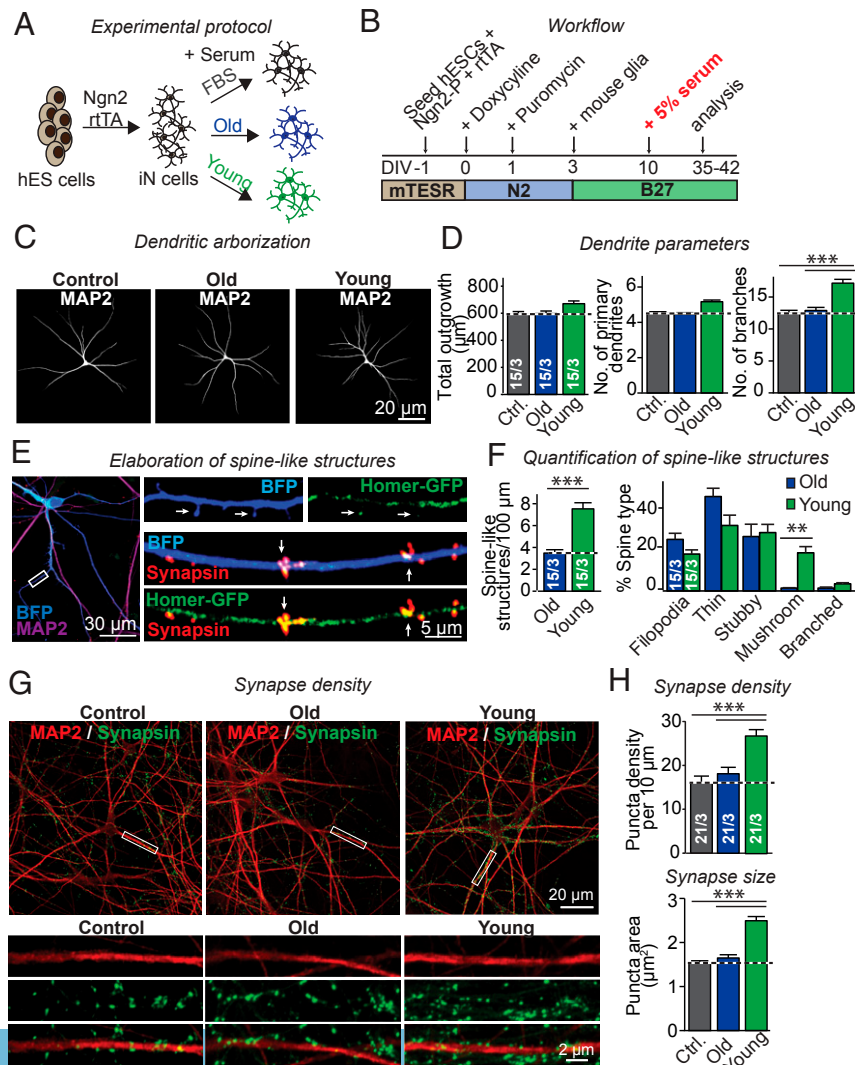 A
Experimental protocol
+ Serum
FBS
Ngn2
rtTA
Old
Young
hES cells
iN cells
B
Workflow
Seed hESCs +
Ngn2-P + rtTA
+ Doxycyline
+ Puromycin
+ mouse glia
+ 5% serum
analysis
DIV -1 0 1 3 10 35-42
mTESR N2 B27
C
Dendritic arborization
Control Old Young
MAP2 MAP2 MAP2
20 µm
D
Dendrite parameters
***
Total outgrowth
(µm)
800
600
400
200
0
15/3 15/3 15/3
Ctrl. Old Young
No. of primary
dendrites
6
4
2
0
Ctrl. Old Young
No. of branches
15
10
5
0
Ctrl. Old Young
E
Elaboration of spine-like structures
BFP
Homer-GFP
BFP
Synapsin
Homer-GFP
Synapsin
BFP
MAP2
30 µm
5 µm
F
Quantification of spine-like structures
***
Spine-like
structures/100 µm
8
6
4
2
0
15/3 15/3
Old Young
Old
Young
**
% Spine type
40
20
0
15/3 15/3
Filopodia Thin Stubby Mushroom Branched
G
Synapse density
Control Old Young
MAP2 / Synapsin MAP2 / Synapsin MAP2 / Synapsin
20 µm
Control Old Young
2 µm
H
Synapse density
***
Puncta density
per 10 µm
30
20
10
0
21/3 21/3 21/3
Synapse size
***
Puncta area
(µm²)
3
2
1
0
Ctrl. Old Young